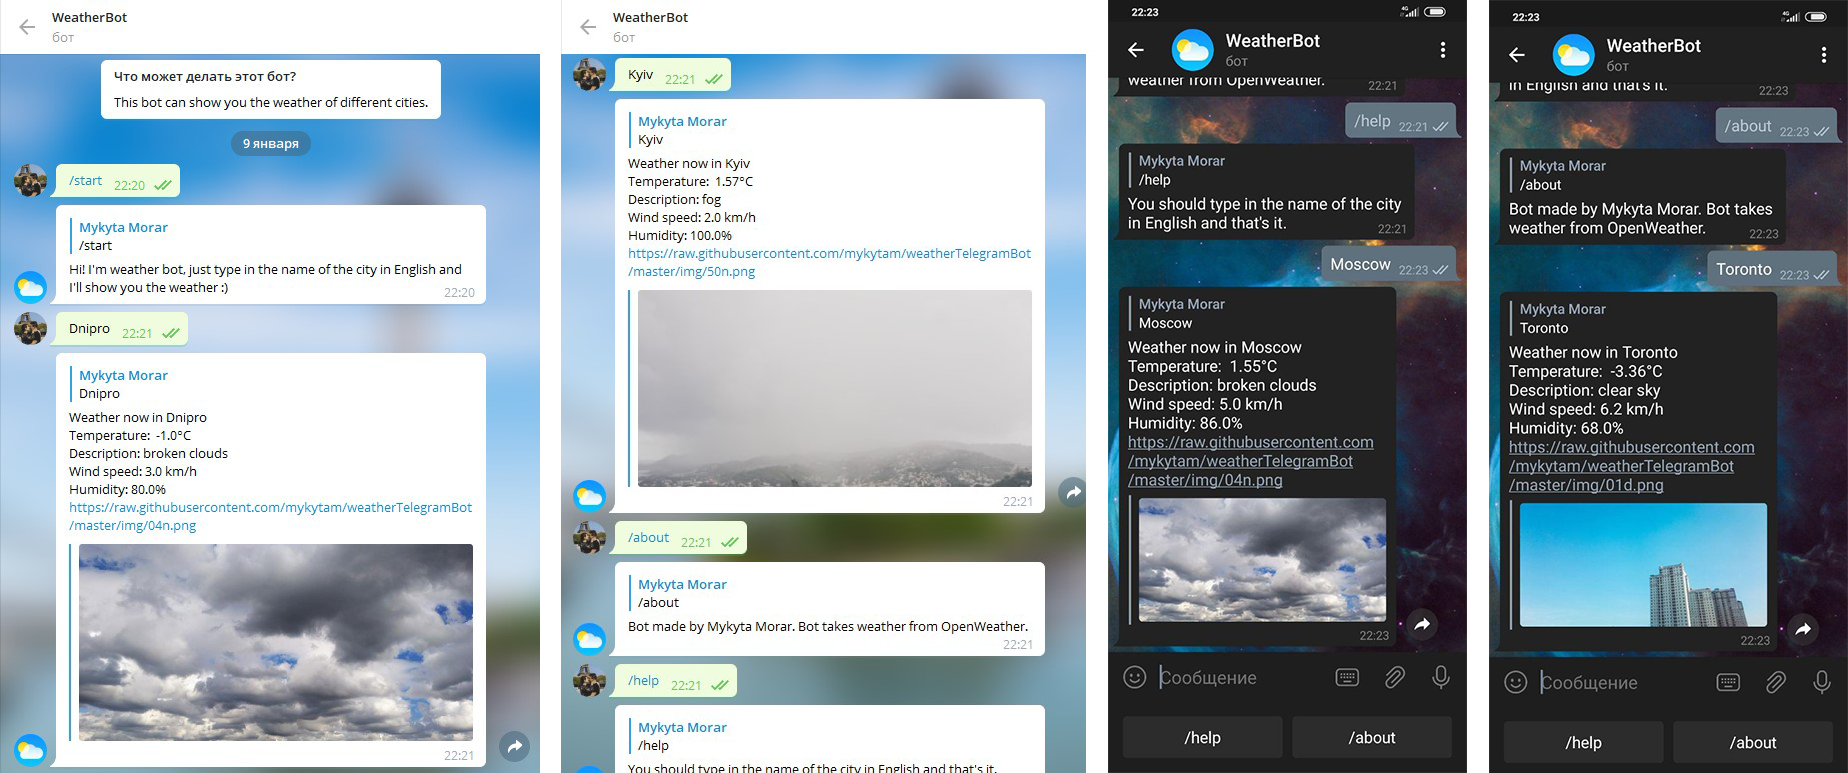 WeatherBot
бот
Что может делать этот бот?
This bot can show you the weather of different cities.
9 января
/start 22:20
Mykyta Morar
/start
Hi! I'm weather bot, just type in the name of the city in English and
I'll show you the weather :)
22:20
Dnipro 22:21
Mykyta Morar
Dnipro
Weather now in Dnipro
Temperature: -1.0°C
Description: broken clouds
Wind speed: 3.0 km/h
Humidity: 80.0%
https://raw.githubusercontent.com/mykytam/weatherTelegramBot
/master/img/04n.png
22:21
WeatherBot
бот
Kyiv 22:21
Mykyta Morar
Kyiv
Weather now in Kyiv
Temperature: 1.57°C
Description: fog
Wind speed: 2.0 km/h
Humidity: 100.0%
https://raw.githubusercontent.com/mykytam/weatherTelegramBot
/master/img/50n.png
22:21
/about 22:21
Mykyta Morar
/about
Bot made by Mykyta Morar. Bot takes weather from OpenWeather.
22:21
/help 22:21
Mykyta Morar
/help
You should type in the name of the city in English and that's it.
22:23
4G
WeatherBot
бот
weather from OpenWeather.
22:21
/help 22:21
Mykyta Morar
/help
You should type in the name of the city
in English and that's it.
22:21
Moscow 22:23
Mykyta Morar
Moscow
Weather now in Moscow
Temperature: 1.55°C
Description: broken clouds
Wind speed: 5.0 km/h
Humidity: 86.0%
https://raw.githubusercontent.com
/mykytam/weatherTelegramBot
/master/img/04n.png
22:23
Сообщение
/help
/about
22:23
4G
WeatherBot
бот
in English and that's it.
22:23
/about 22:23
Mykyta Morar
/about
Bot made by Mykyta Morar. Bot takes
weather from OpenWeather.
22:23
Toronto 22:23
Mykyta Morar
Toronto
Weather now in Toronto
Temperature: -3.36°C
Description: clear sky
Wind speed: 6.2 km/h
Humidity: 68.0%
https://raw.githubusercontent.com
/mykytam/weatherTelegramBot
/master/img/01d.png
22:23
Сообщение
/help
/about